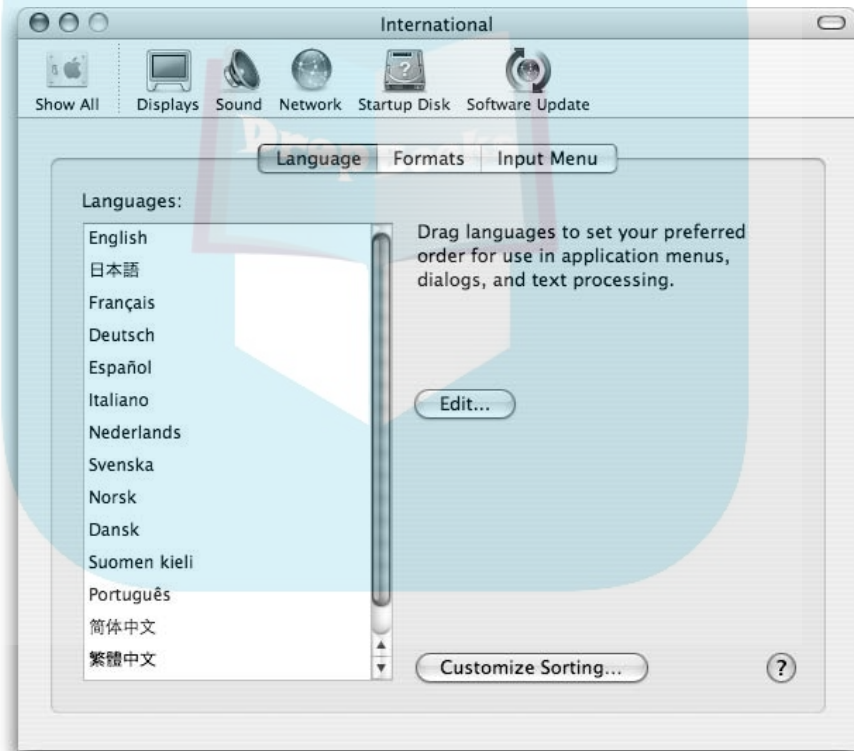 International
Show All
Displays
Sound
Network
Startup Disk
Software Update
Drop Books
Language
Formats
Input Menu
Languages:
English
日本語
Français
Deutsch
Español
Italiano
Nederlands
Svenska
Norsk
Dansk
Suomen kieli
Português
简体中文
繁體中文
Drag languages to set your preferred
order for use in application menus,
dialogs, and text processing.
Edit...
Customize Sorting...
?